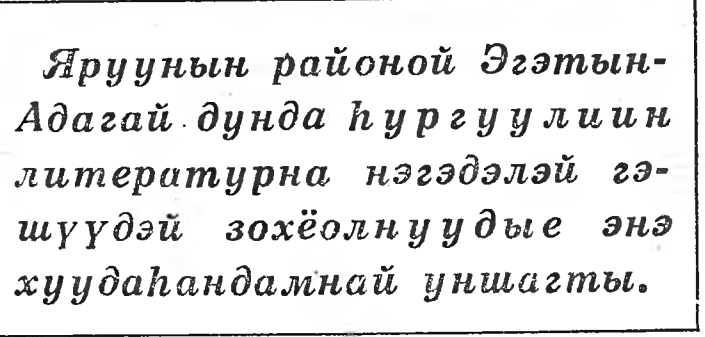 Яруунын районой Эгэтын-
Адагай дунда һургуулиин
литературна нэгэдэлэй гэ-
шүүдэй зохёолнуудые энэ
хуудаһандамнай уншагты.